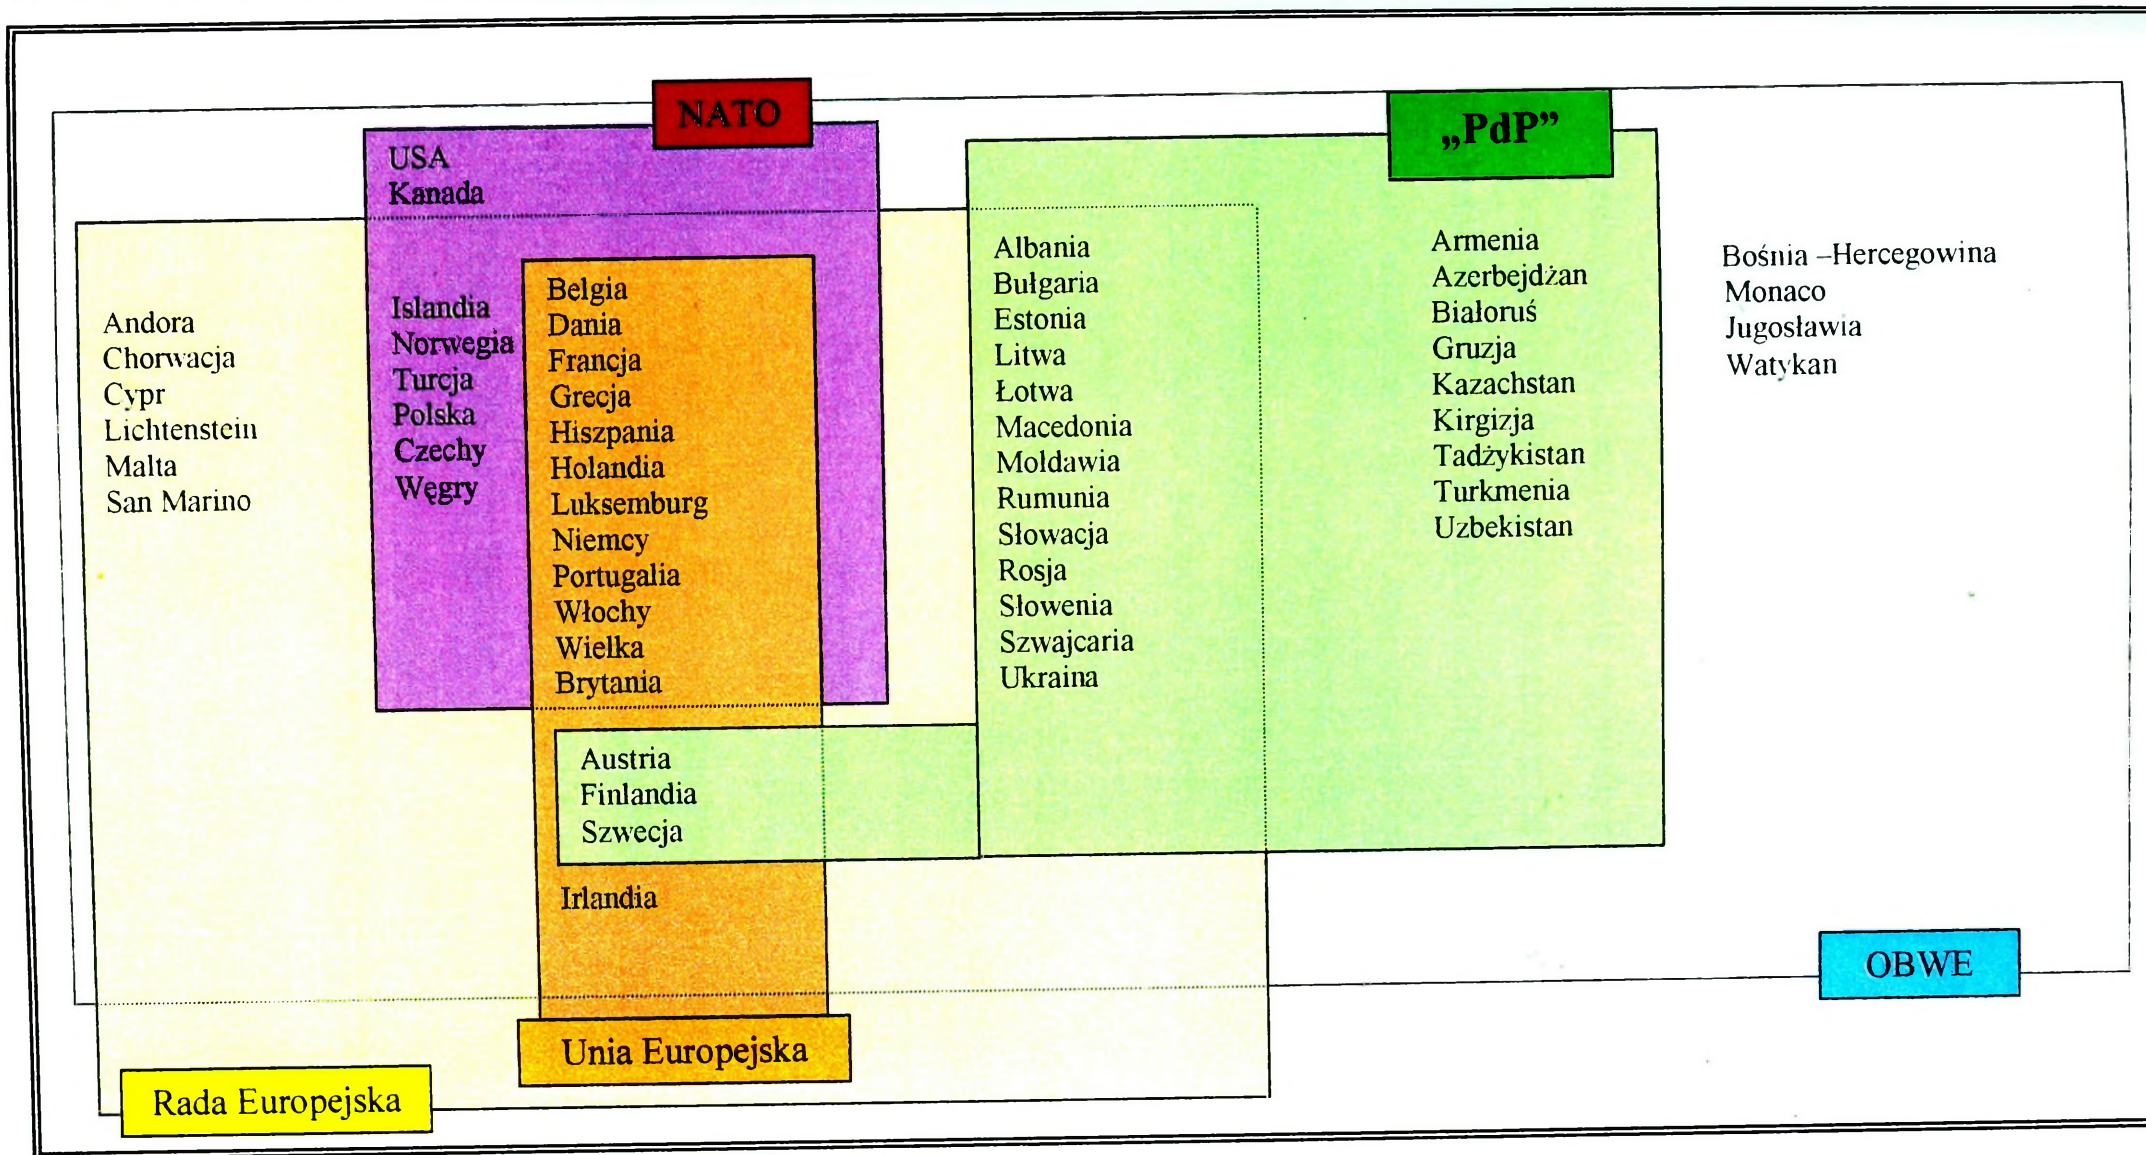 NATO
„PdP”
USA
Kanada
Andora
Chorwacja
Cypr
Lichtenstein
Malta
San Marino
Islandia
Norwegia
Turcja
Polska
Czechy
Węgry
Belgia
Dania
Francja
Grecja
Hiszpania
Holandia
Luksemburg
Niemcy
Portugalia
Włochy
Wielka
Brytania
Austria
Finlandia
Szwecja
Irlandia
Albania
Bułgaria
Estonia
Litwa
Łotwa
Macedonia
Mołdawia
Rumunia
Słowacja
Rosja
Słowenia
Szwajcaria
Ukraina
Armenia
Azerbejdżan
Białoruś
Gruzja
Kazachstan
Kirgizja
Tadżykistan
Turkmenia
Uzbekistan
Bośnia –Hercegowina
Monaco
Jugosławia
Watykan
OBWE
Unia Europejska
Rada Europejska